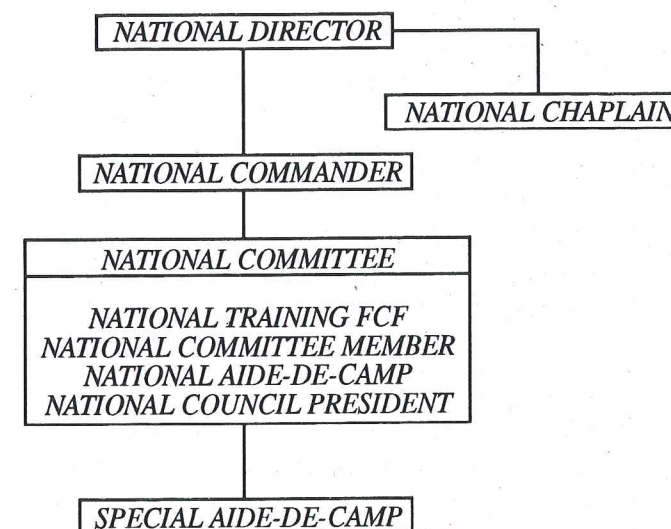 NATIONAL DIRECTOR
NATIONAL CHAPLAIN
NATIONAL COMMANDER
NATIONAL COMMITTEE
NATIONAL TRAINING FCF
NATIONAL COMMITTEE MEMBER
NATIONAL AIDE-DE-CAMP
NATIONAL COUNCIL PRESIDENT
SPECIAL AIDE-DE-CAMP